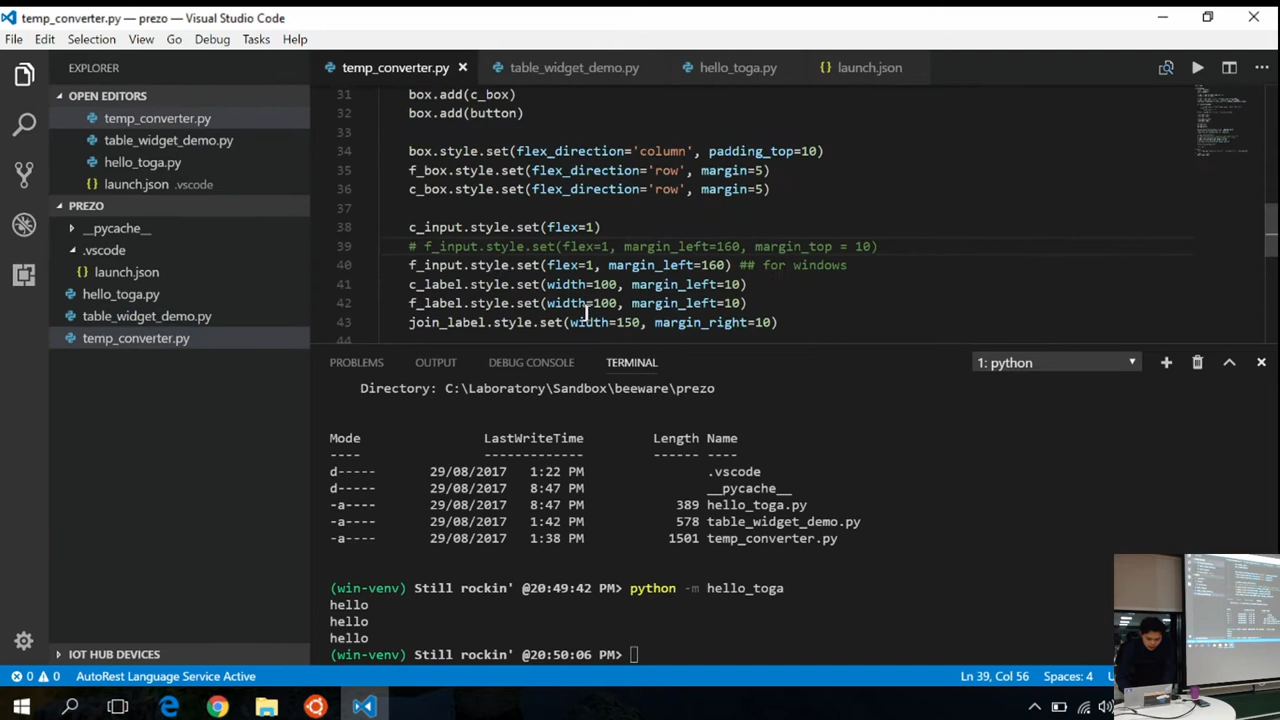 temp_converter.py — prezo — Visual Studio Code
File Edit Selection View Go Debug Tasks Help
EXPLORER
OPEN EDITORS
temp_converter.py
table_widget_demo.py
hello_toga.py
launch.json .vscode
PREZO
__pycache__
.vscode
launch.json
hello_toga.py
table_widget_demo.py
temp_converter.py
IOT HUB DEVICES
temp_converter.py table_widget_demo.py hello_toga.py launch.json
31 box.add(c_box)
32 box.add(button)
33
34 box.style.set(flex_direction='column', padding_top=10)
35 f_box.style.set(flex_direction='row', margin=5)
36 c_box.style.set(flex_direction='row', margin=5)
37
38 c_input.style.set(flex=1)
39 # f_input.style.set(flex=1, margin_left=160, margin_top = 10)
40 f_input.style.set(flex=1, margin_left=160) ## for windows
41 c_label.style.set(width=100, margin_left=10)
42 f_label.style.set(width=100, margin_left=10)
43 join_label.style.set(width=150, margin_right=10)
44
PROBLEMS OUTPUT DEBUG CONSOLE TERMINAL 1: python
Directory: C:\Laboratory\Sandbox\beeware\prezo
Mode LastWriteTime Length Name
---- ------------- ------ ----
d----- 29/08/2017 1:22 PM .vscode
d----- 29/08/2017 8:47 PM __pycache__
-a---- 29/08/2017 8:47 PM 389 hello_toga.py
-a---- 29/08/2017 1:42 PM 578 table_widget_demo.py
-a---- 29/08/2017 1:38 PM 1501 temp_converter.py
(win-venv) Still rockin' @20:49:42 PM> python -m hello_toga
hello
hello
hello
(win-venv) Still rockin' @20:50:06 PM>
0 0 AutoRest Language Service Active Ln 39, Col 56 Spaces: 4